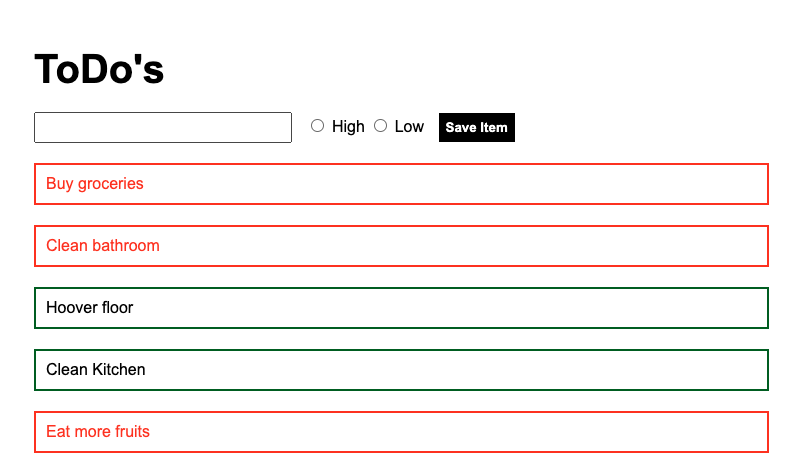 ToDo's
High Low Save Item
Buy groceries
Clean bathroom
Hoover floor
Clean Kitchen
Eat more fruits